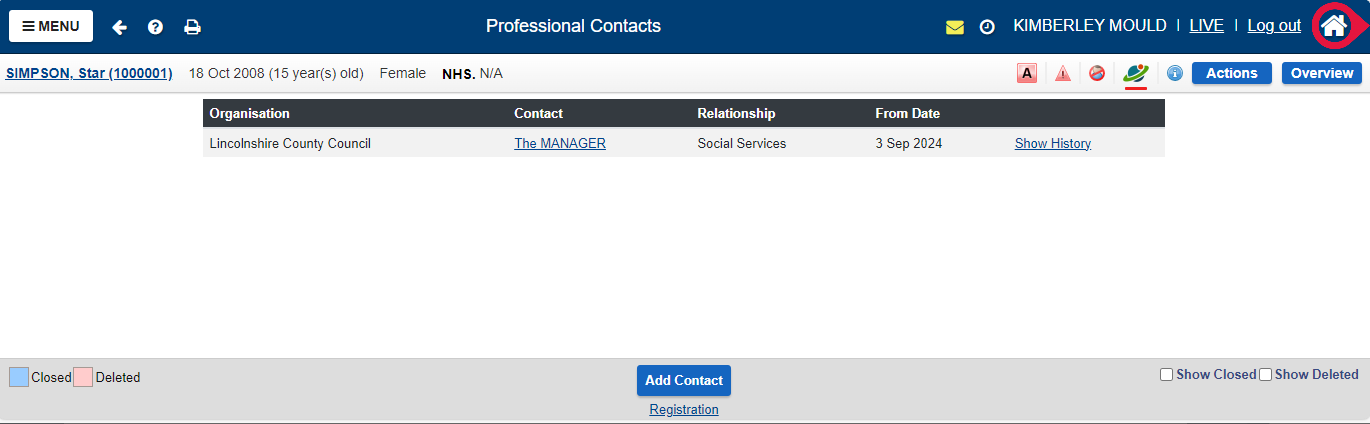 MENU ? Professional Contacts KIMBERLEY MOULD | LIVE | Log out
SIMPSON, Star (1000001) 18 Oct 2008 (15 year(s) old) Female NHS. N/A A i Actions Overview
Organisation Contact Relationship From Date
Lincolnshire County Council The MANAGER Social Services 3 Sep 2024 Show History
Closed Deleted Add Contact Show Closed Show Deleted
Registration